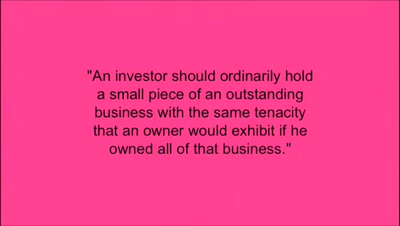 "An investor should ordinarily hold
a small piece of an outstanding
business with the same tenacity
that an owner would exhibit if he
owned all of that business."